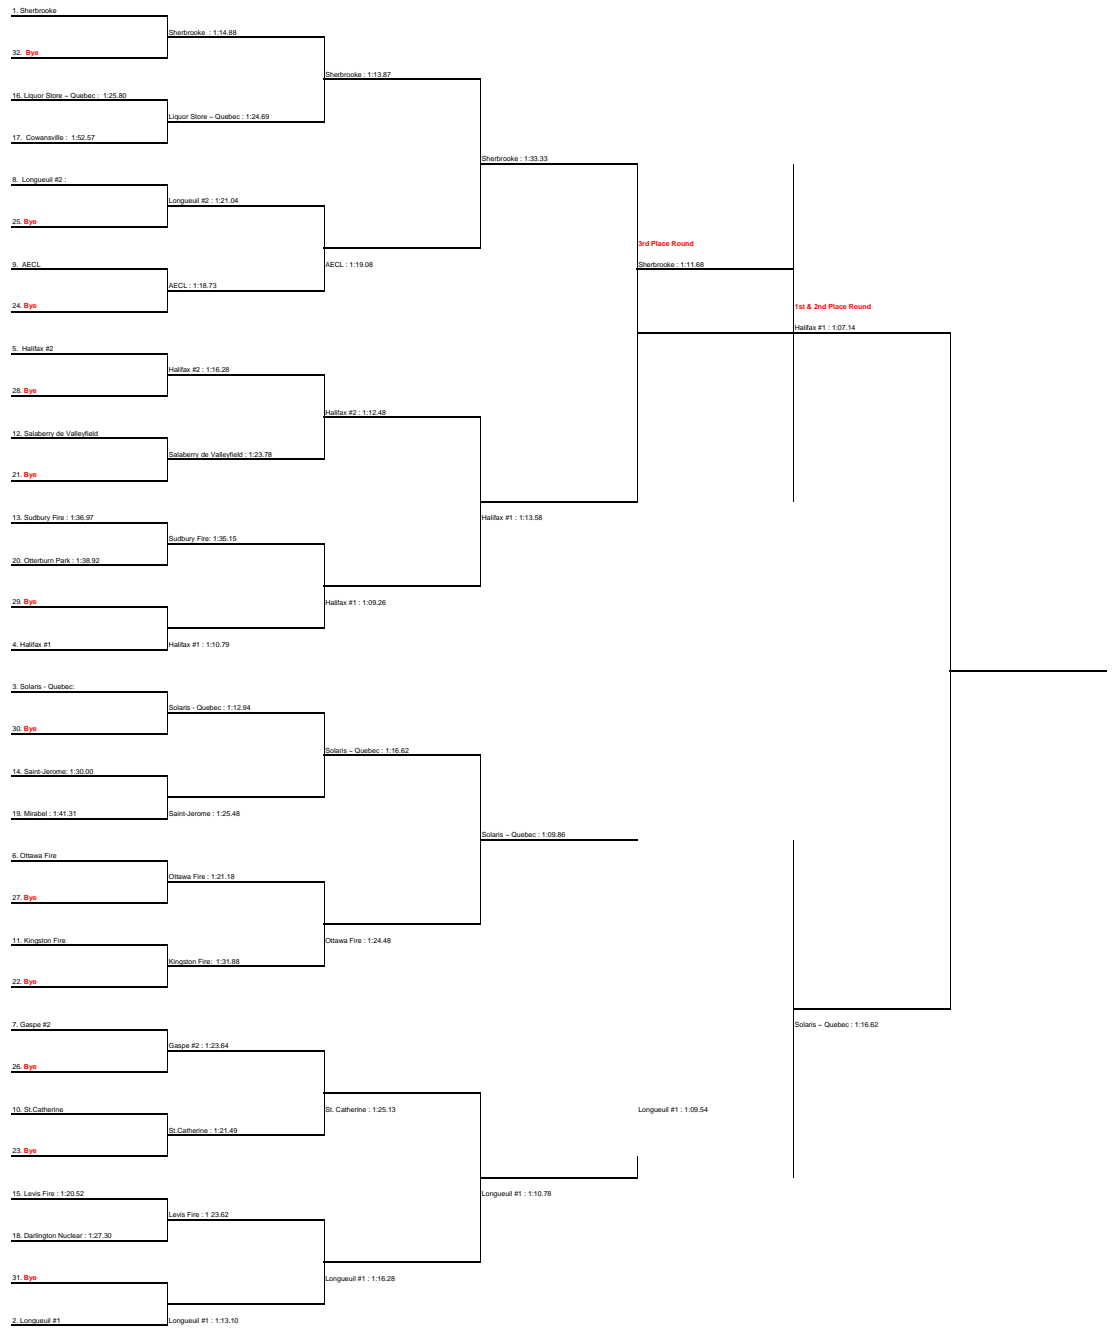 1. Sherbrooke
Sherbrooke  : 1:14.88
32.  Bye
Sherbrooke : 1:13.87
16. Liquor Store ~ Quebec :  1:25.80
Liquor Store ~ Quebec : 1:24.69
17.  Cowansville :  1:52.57
Sherbrooke : 1:33.33
8.  Longueuil #2 :
Longueuil #2 : 1:21.04
25. Bye
3rd Place Round
9.  AECL
AECL : 1:19.08
Sherbrooke : 1:11.68
AECL : 1:18.73
24. Bye
1st & 2nd Place Round
Halifax #1 : 1:07.14
5.  Halifax #2
Halifax #2 : 1:16.28
28. Bye
Halifax #2 : 1:12.48
12. Salaberry de Valleyfield
Salaberry de Valleyfield : 1:23.78
21. Bye
13. Sudbury Fire : 1:36.97
Halifax #1 : 1:13.58
Sudbury Fire: 1:35.15
20. Otterburn Park : 1:38.92
29. Bye
Halifax #1 : 1:09.26
4. Halifax #1
Halifax #1 : 1:10.79
3. Solaris - Quebec:
Solaris - Quebec : 1:12.94
30. Bye
Solaris ~ Quebec : 1:16.62
14. Saint-Jerome: 1:30.00
19. Mirabel : 1:41.31
Saint-Jerome : 1:25.48
Solaris ~ Quebec : 1:09.86
6. Ottawa Fire
Ottawa Fire : 1:21.18
27. Bye
11. Kingston Fire
Ottawa Fire : 1:24.48
Kingston Fire:  1:31.88
22. Bye
7. Gaspe #2
Solaris ~ Quebec : 1:16.62
Gaspe #2 : 1:23.64
26. Bye
10. St.Catherine
St. Catherine : 1:25.13
Longueuil #1 : 1:09.54
St.Catherine : 1:21.49
23. Bye
15. Levis Fire : 1:20.52
Longueuil #1 : 1:10.78
Levis Fire : 1 23.62
18. Darlington Nuclear : 1:27.30
31. Bye
Longueuil #1 : 1:16.28
2. Longueuil #1
Longueuil #1 : 1:13.10